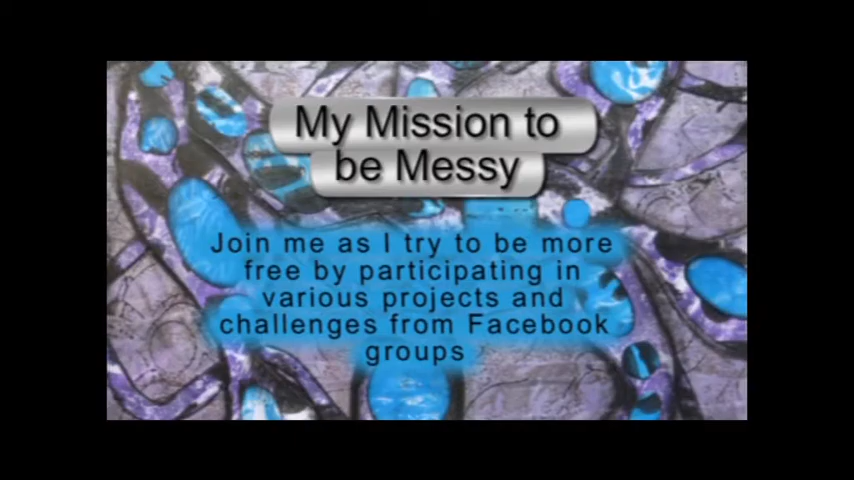 My Mission to
be Messy
Join me as I try to be more
free by participating in
various projects and
challenges from Facebook
groups